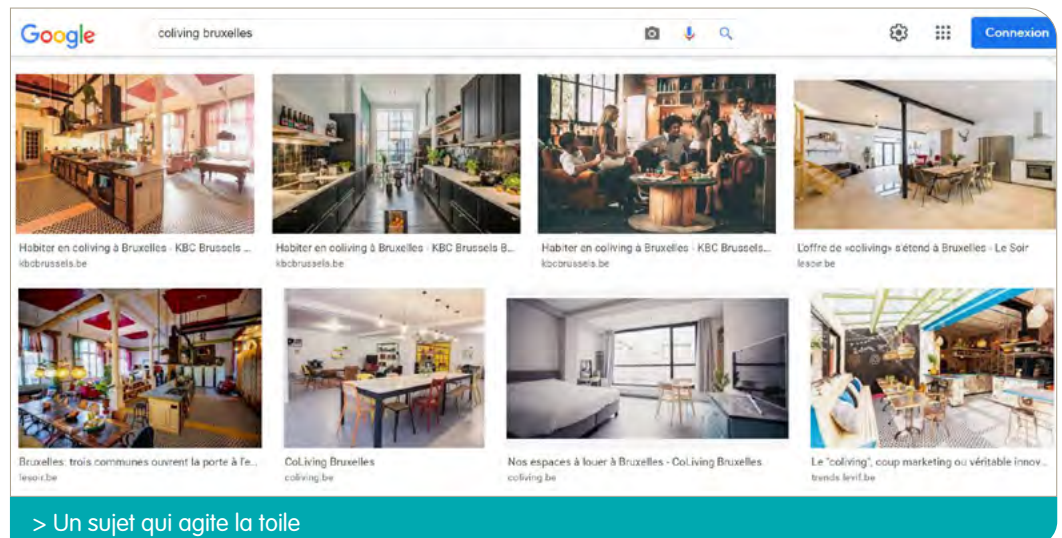 Google
coliving bruxelles
Connexion
Habiter en coliving à Bruxelles - KBC Brussels ...
kbcbrussels.be
Habiter en coliving à Bruxelles - KBC Brussels B...
kbcbrussels.be
Habiter en coliving à Bruxelles - KBC Brussels...
kbcbrussels.be
L'offre de «coliving» s'étend à Bruxelles - Le Soir
lesoir.be
Bruxelles: trois communes ouvrent la porte à l'e...
lesoir.be
CoLiving Bruxelles
coliving.be
Nos espaces à louer à Bruxelles - CoLiving Bruxelles
coliving.be
Le "coliving", coup marketing ou véritable innov...
trends.levif.be
> Un sujet qui agite la toile